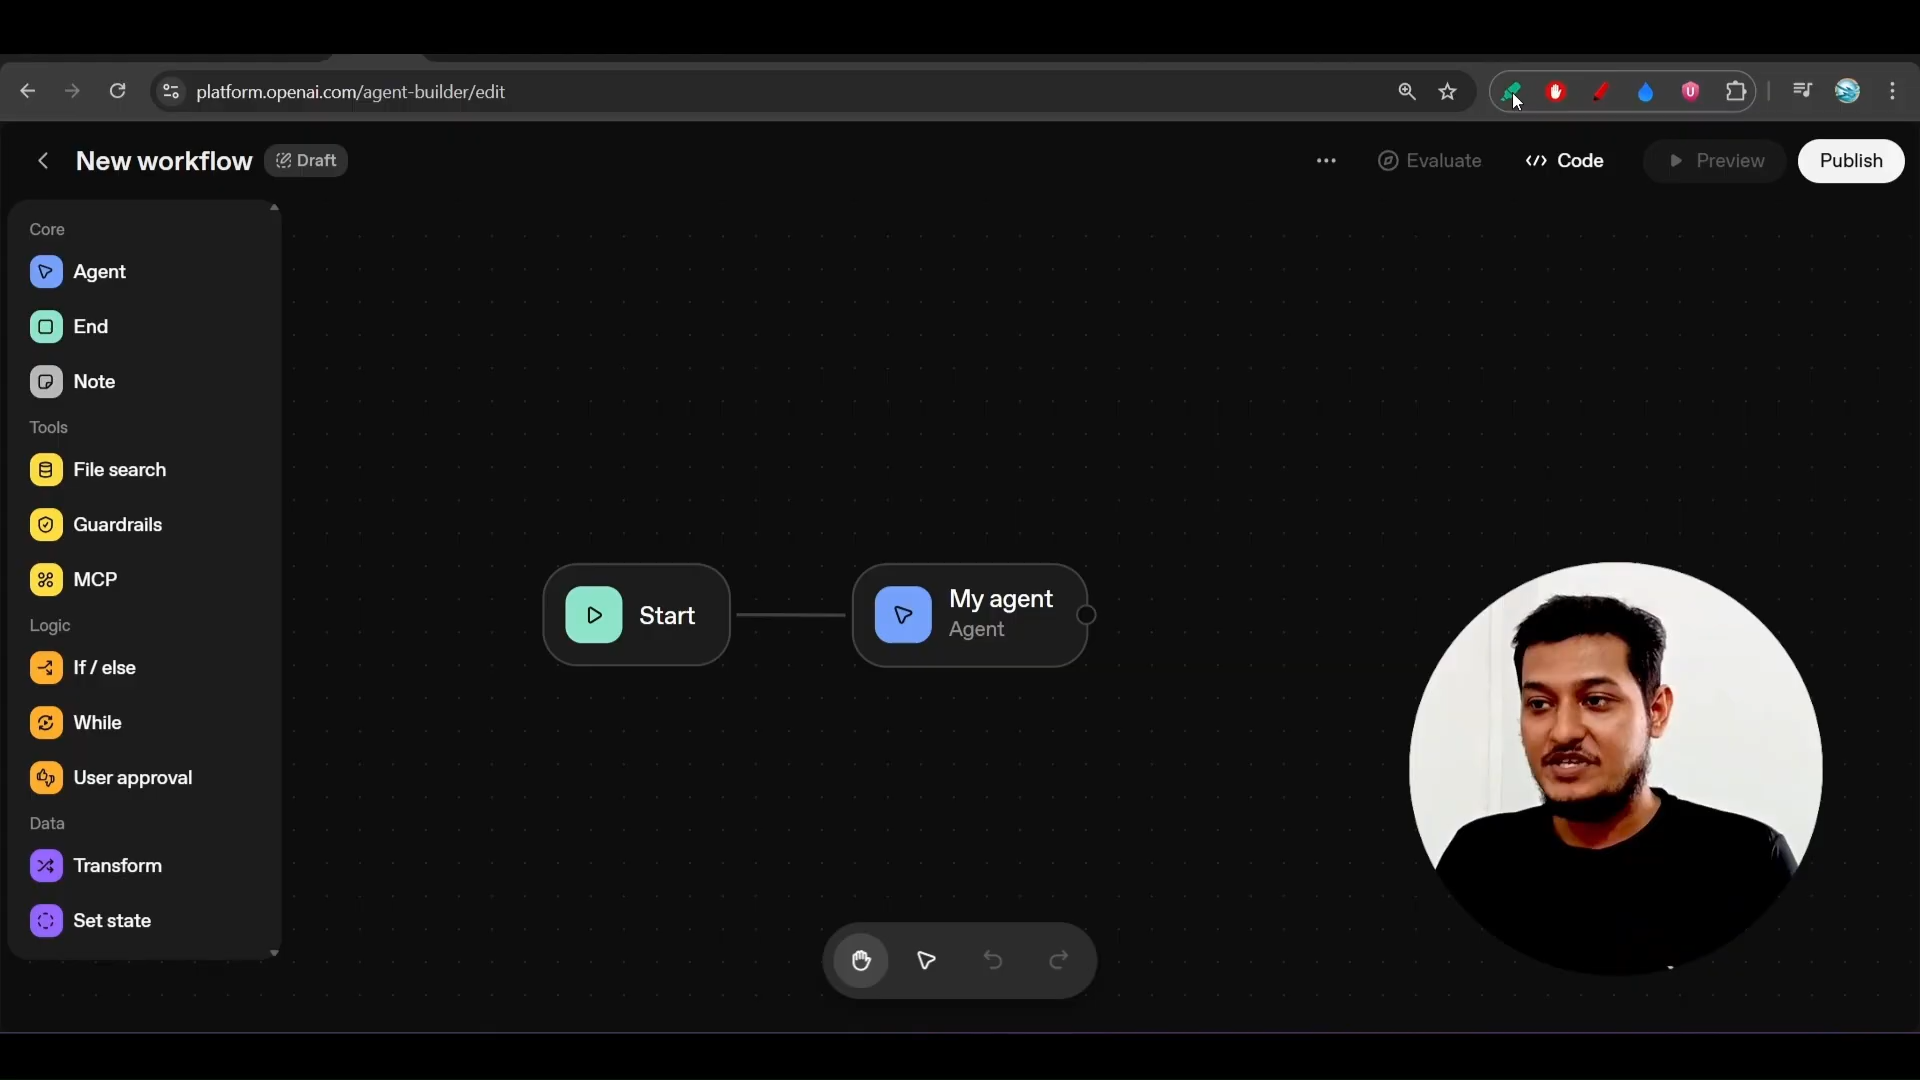 platform.openai.com/agent-builder/edit
New workflow
Draft
Evaluate
Code
Preview
Publish
Core
Agent
End
Note
Tools
File search
Guardrails
MCP
Logic
If / else
While
User approval
Data
Transform
Set state
Start
My agent
Agent